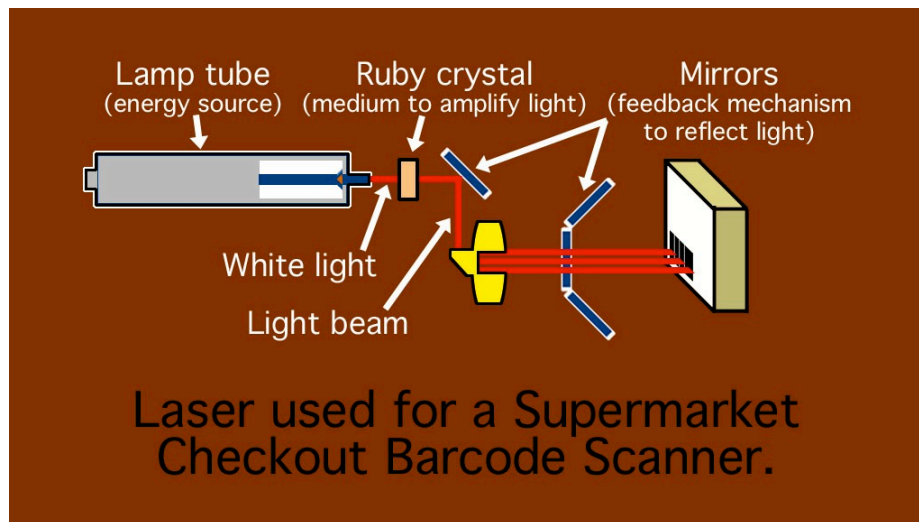 Lamp tube
(energy source)
Ruby crystal
(medium to amplify light)
Mirrors
(feedback mechanism
to reflect light)
White light
Light beam
Laser used for a Supermarket
Checkout Barcode Scanner.